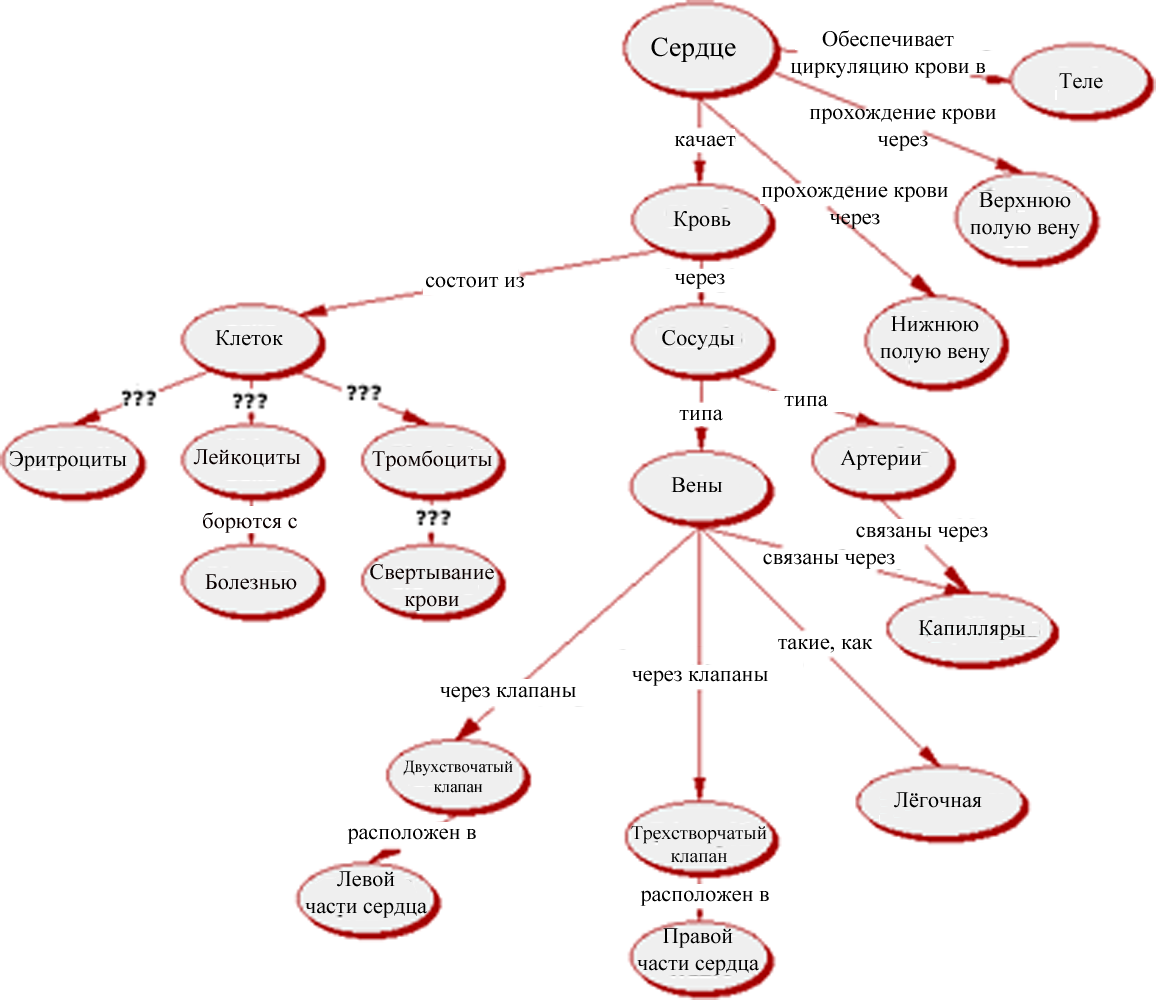 Сердце
Обеспечивает
циркуляцию крови в
Теле
прохождение крови
через
Верхнюю
полую вену
качает
прохождение крови
через
Нижнюю
полую вену
Кровь
состоит из
через
Клеток
Сосуды
???
???
???
типа
типа
Эритроциты
Лейкоциты
Тромбоциты
Вены
Артерии
борются с
???
связаны через
связаны через
Болезнью
Свертывание
крови
Капилляры
такие, как
через клапаны
через клапаны
Двухствочатый
клапан
Лёгочная
расположен в
Трехстворчатый
клапан
Левой
части сердца
расположен в
Правой
части сердца